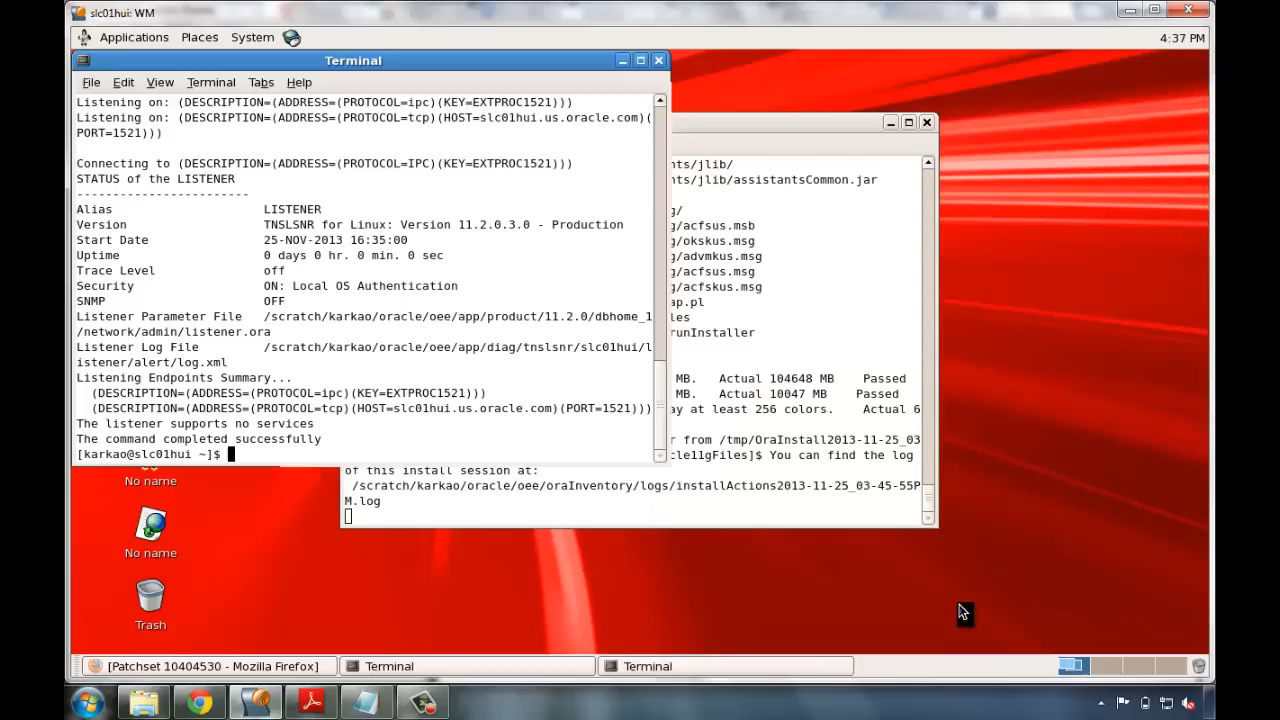 slc01hui: WM
Applications Places System
4:37 PM
Terminal
File Edit View Terminal Tabs Help
Listening on: (DESCRIPTION=(ADDRESS=(PROTOCOL=ipc)(KEY=EXTPROC1521)))
Listening on: (DESCRIPTION=(ADDRESS=(PROTOCOL=tcp)(HOST=slc01hui.us.oracle.com)(
PORT=1521)))
Connecting to (DESCRIPTION=(ADDRESS=(PROTOCOL=IPC)(KEY=EXTPROC1521)))
STATUS of the LISTENER
------------------------
Alias LISTENER
Version TNSLSNR for Linux: Version 11.2.0.3.0 - Production
Start Date 25-NOV-2013 16:35:00
Uptime 0 days 0 hr. 0 min. 0 sec
Trace Level off
Security ON: Local OS Authentication
SNMP OFF
Listener Parameter File /scratch/karkao/oracle/oee/app/product/11.2.0/dbhome_1
/network/admin/listener.ora
Listener Log File /scratch/karkao/oracle/oee/app/diag/tnslsnr/slc01hui/l
istener/alert/log.xml
Listening Endpoints Summary...
(DESCRIPTION=(ADDRESS=(PROTOCOL=ipc)(KEY=EXTPROC1521)))
(DESCRIPTION=(ADDRESS=(PROTOCOL=tcp)(HOST=slc01hui.us.oracle.com)(PORT=1521)))
The listener supports no services
The command completed successfully
[karkao@slc01hui ~]$
nts/jlib/
nts/jlib/assistantsCommon.jar
g/
g/acfsus.msb
g/okskus.msg
g/advmkus.msg
g/acfsus.msg
g/acfskus.msg
ap.pl
les
runInstaller
MB. Actual 104648 MB Passed
MB. Actual 10047 MB Passed
ay at least 256 colors. Actual 6
r from /tmp/OraInstall2013-11-25_03
cle11gFiles]$ You can find the log
of this install session at:
/scratch/karkao/oracle/oee/oraInventory/logs/installActions2013-11-25_03-45-55P
M.log
No name
No name
Trash
[Patchset 10404530 - Mozilla Firefox]
Terminal
Terminal